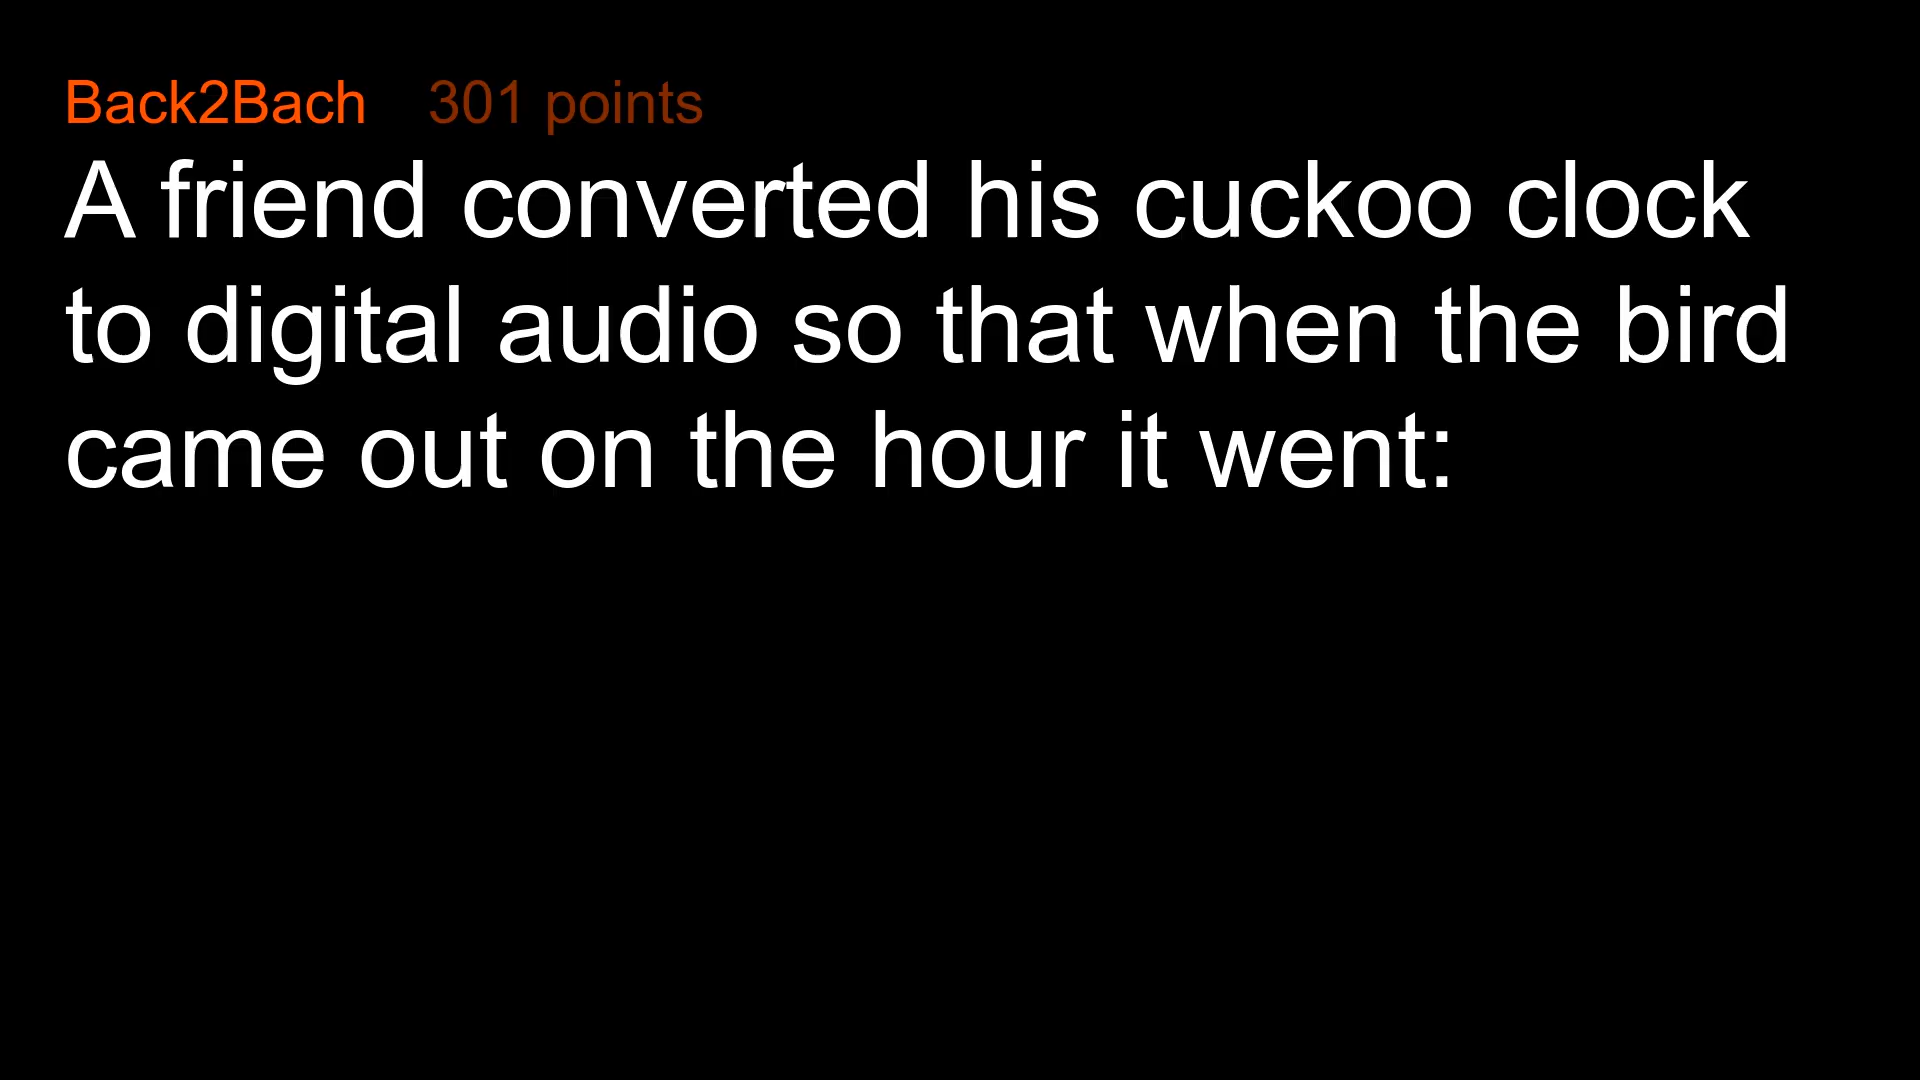 Back2Bach 301 points
A friend converted his cuckoo clock
to digital audio so that when the bird
came out on the hour it went: